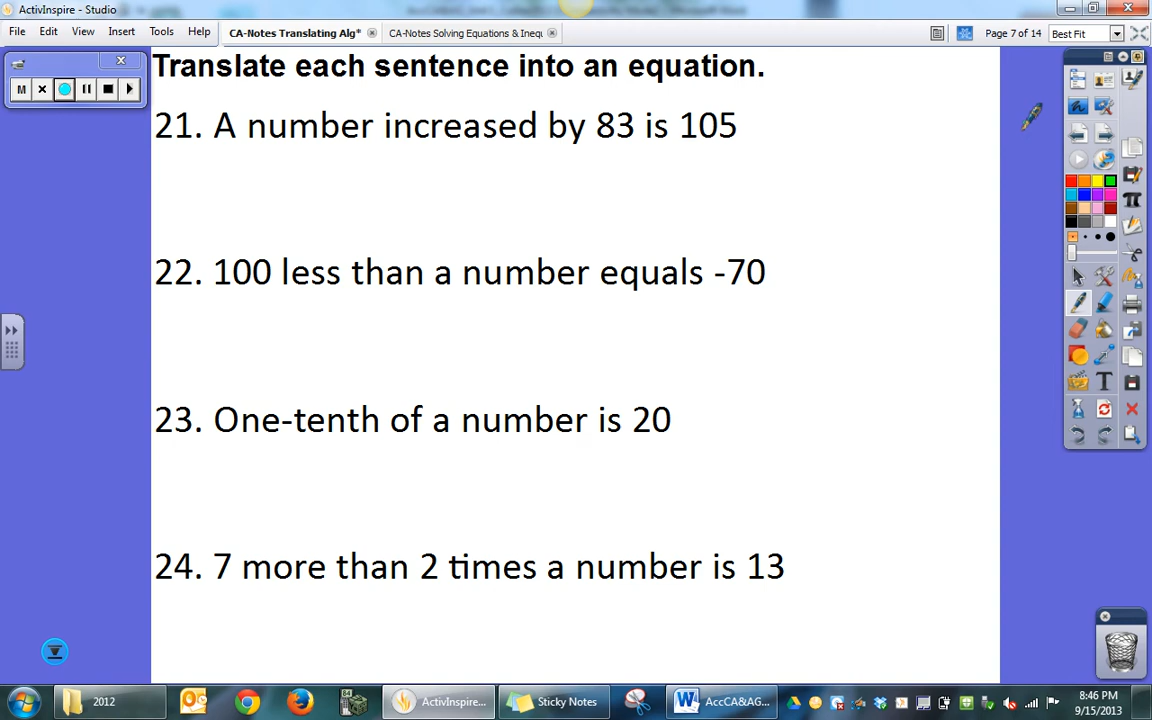 ActivInspire - Studio
File Edit View Insert Tools Help
CA-Notes Translating Alg*
CA-Notes Solving Equations & Inequ
Page 7 of 14
Best Fit
M
Translate each sentence into an equation.
21. A number increased by 83 is 105
22. 100 less than a number equals -70
23. One-tenth of a number is 20
24. 7 more than 2 times a number is 13
2012
ActivInspire...
Sticky Notes
AccCA&AG...
8:46 PM
9/15/2013